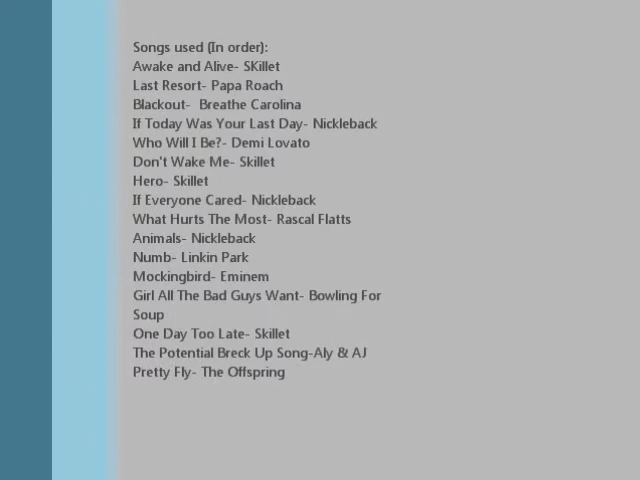 Songs used (In order):
Awake and Alive- SKillet
Last Resort- Papa Roach
Blackout-  Breathe Carolina
If Today Was Your Last Day- Nickleback
Who Will I Be?- Demi Lovato
Don't Wake Me- Skillet
Hero- Skillet
If Everyone Cared- Nickleback
What Hurts The Most- Rascal Flatts
Animals- Nickleback
Numb- Linkin Park
Mockingbird- Eminem
Girl All The Bad Guys Want- Bowling For
Soup
One Day Too Late- Skillet
The Potential Breck Up Song-Aly & AJ
Pretty Fly- The Offspring